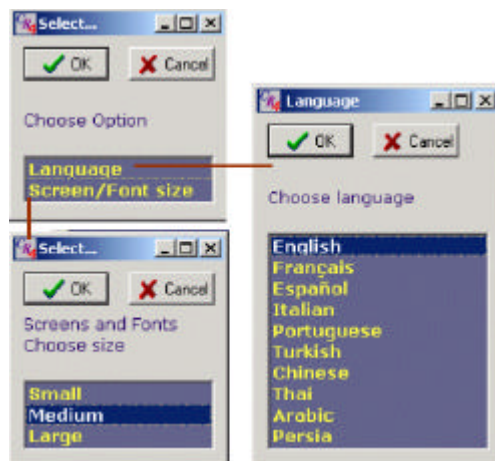 Select...
OK Cancel
Choose Option
Language
Screen/Font size
Select...
OK Cancel
Screens and Fonts
Choose size
Small
Medium
Large
Language
OK Cancel
Choose language
English
Français
Español
Italian
Portuguese
Turkish
Chinese
Thai
Arabic
Persia